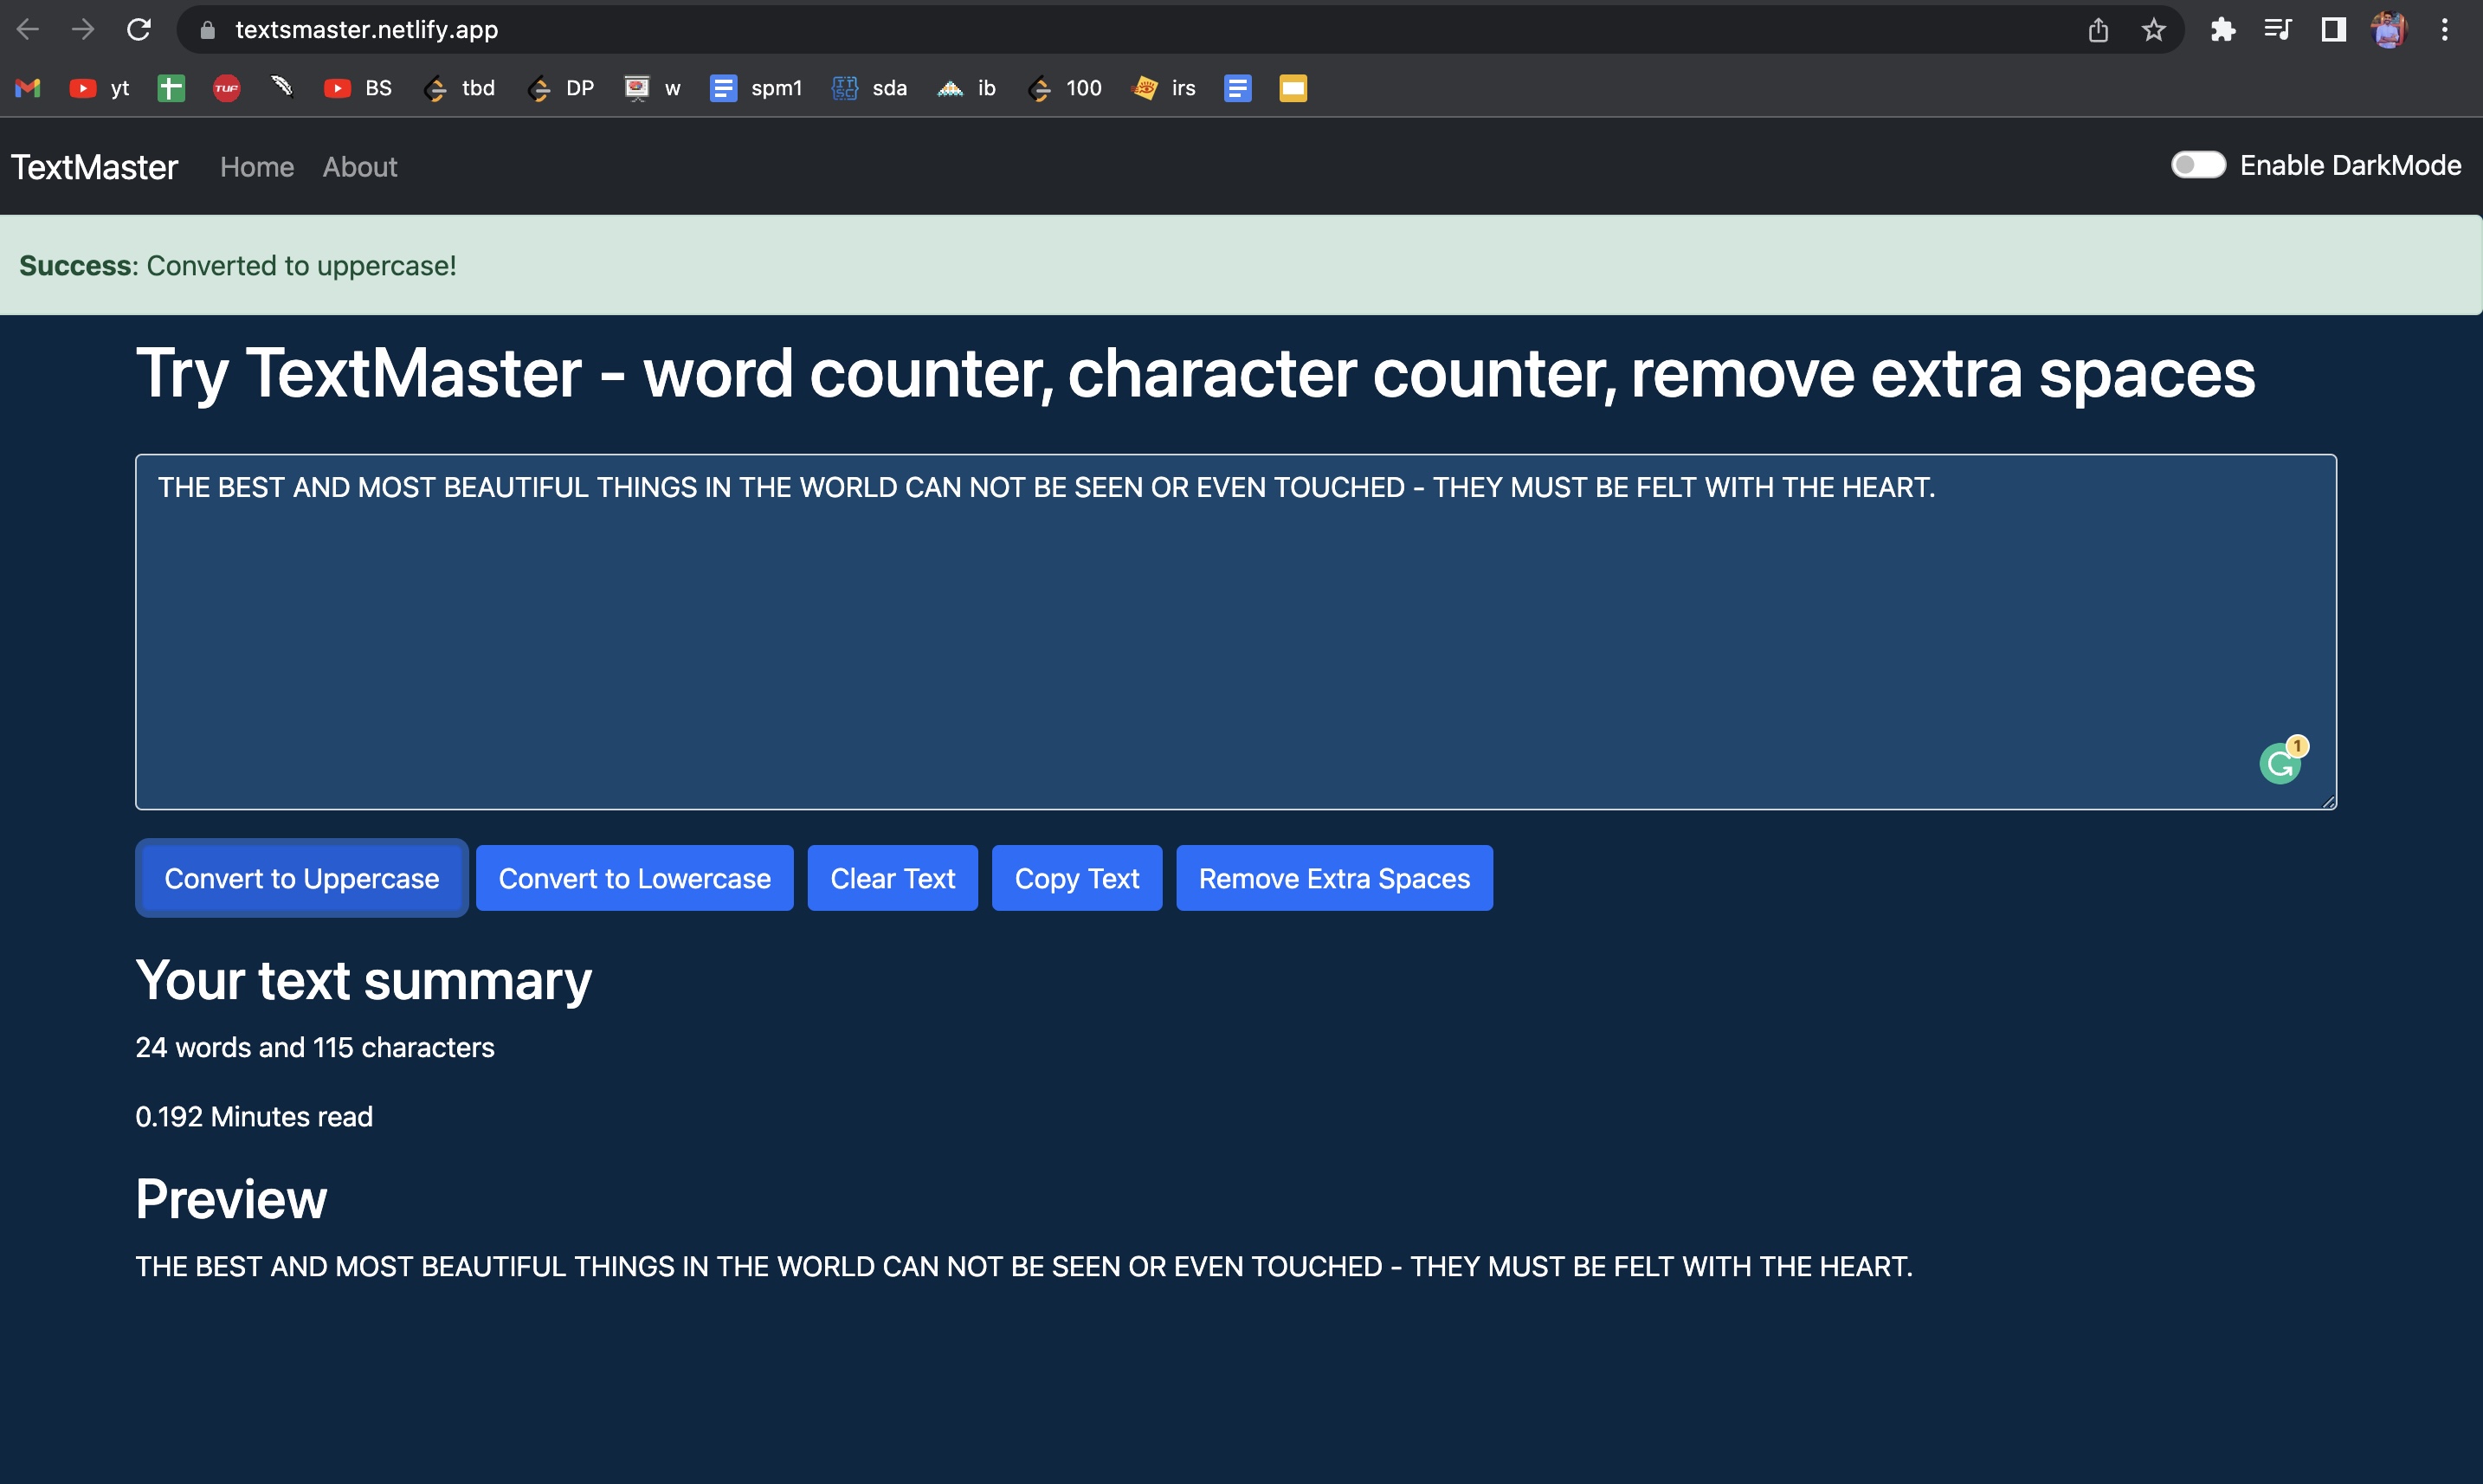 textsmaster.netlify.app
yt TUF BS tbd DP w spm1 sda ib 100 irs
TextMaster Home About Enable DarkMode
Success: Converted to uppercase!
Try TextMaster - word counter, character counter, remove extra spaces
THE BEST AND MOST BEAUTIFUL THINGS IN THE WORLD CAN NOT BE SEEN OR EVEN TOUCHED - THEY MUST BE FELT WITH THE HEART.
1
Convert to Uppercase Convert to Lowercase Clear Text Copy Text Remove Extra Spaces
Your text summary
24 words and 115 characters
0.192 Minutes read
Preview
THE BEST AND MOST BEAUTIFUL THINGS IN THE WORLD CAN NOT BE SEEN OR EVEN TOUCHED - THEY MUST BE FELT WITH THE HEART.